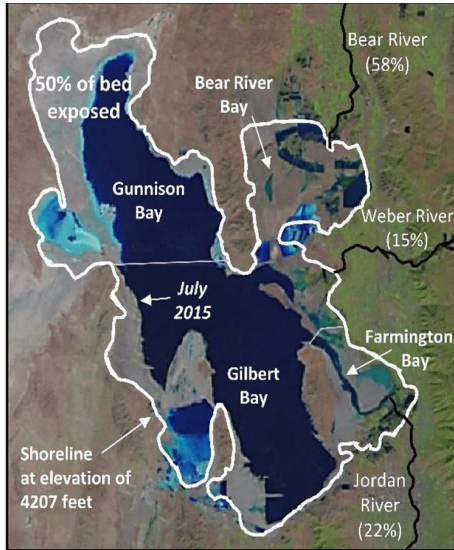 Bear River
(58%)
50% of bed
exposed
Bear River
Bay
Gunnison
Bay
Weber River
(15%)
July
2015
Farmington
Bay
Gilbert
Bay
Shoreline
at elevation of
4207 feet
Jordan
River
(22%)